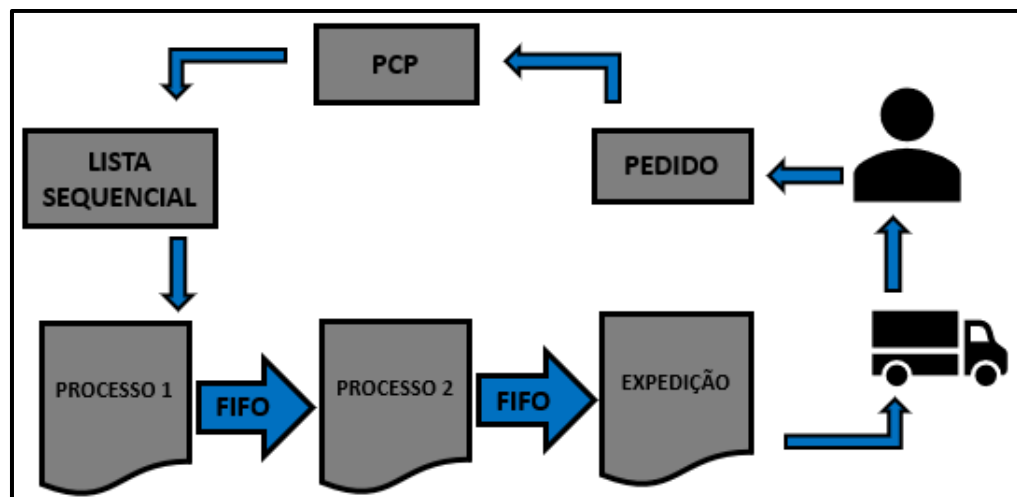 PCP
LISTA
SEQUENCIAL
PEDIDO
PROCESSO 1
FIFO
PROCESSO 2
FIFO
EXPEDIÇÃO